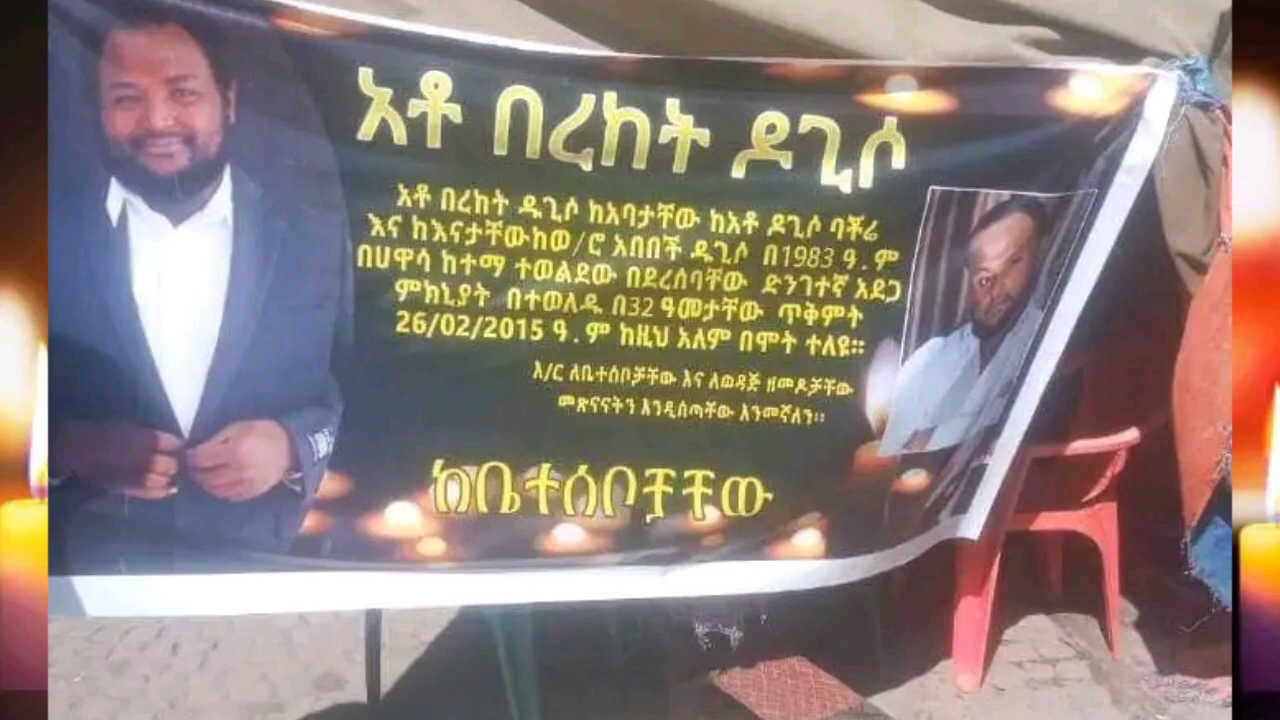 አቶ በረከት ዶጊሶ
አቶ በረከት ዱጊሶ ከአባታቸው ከአቶ ዶጊሶ ባቾሬ
እና ከእናታቸውከወ/ሮ አበበች ዱጊሶ በ1983 ዓ.ም
በሀዋሳ ከተማ ተወልደው በደረሰባቸው ድንገተኛ አደጋ
ምክኒያት በተወለዱ በ32 ዓመታቸው ጥቅምት
26/02/2015 ዓ.ም ከዚህ አለም በሞት ተለዩ።
እ/ር ለቤተሰቦቻቸው እና ለወዳጅ ዘመዶቻቸው
መጽናናትን እንዲሰጣቸው እንመኛለን።
ከቤተሰቦቻቸው